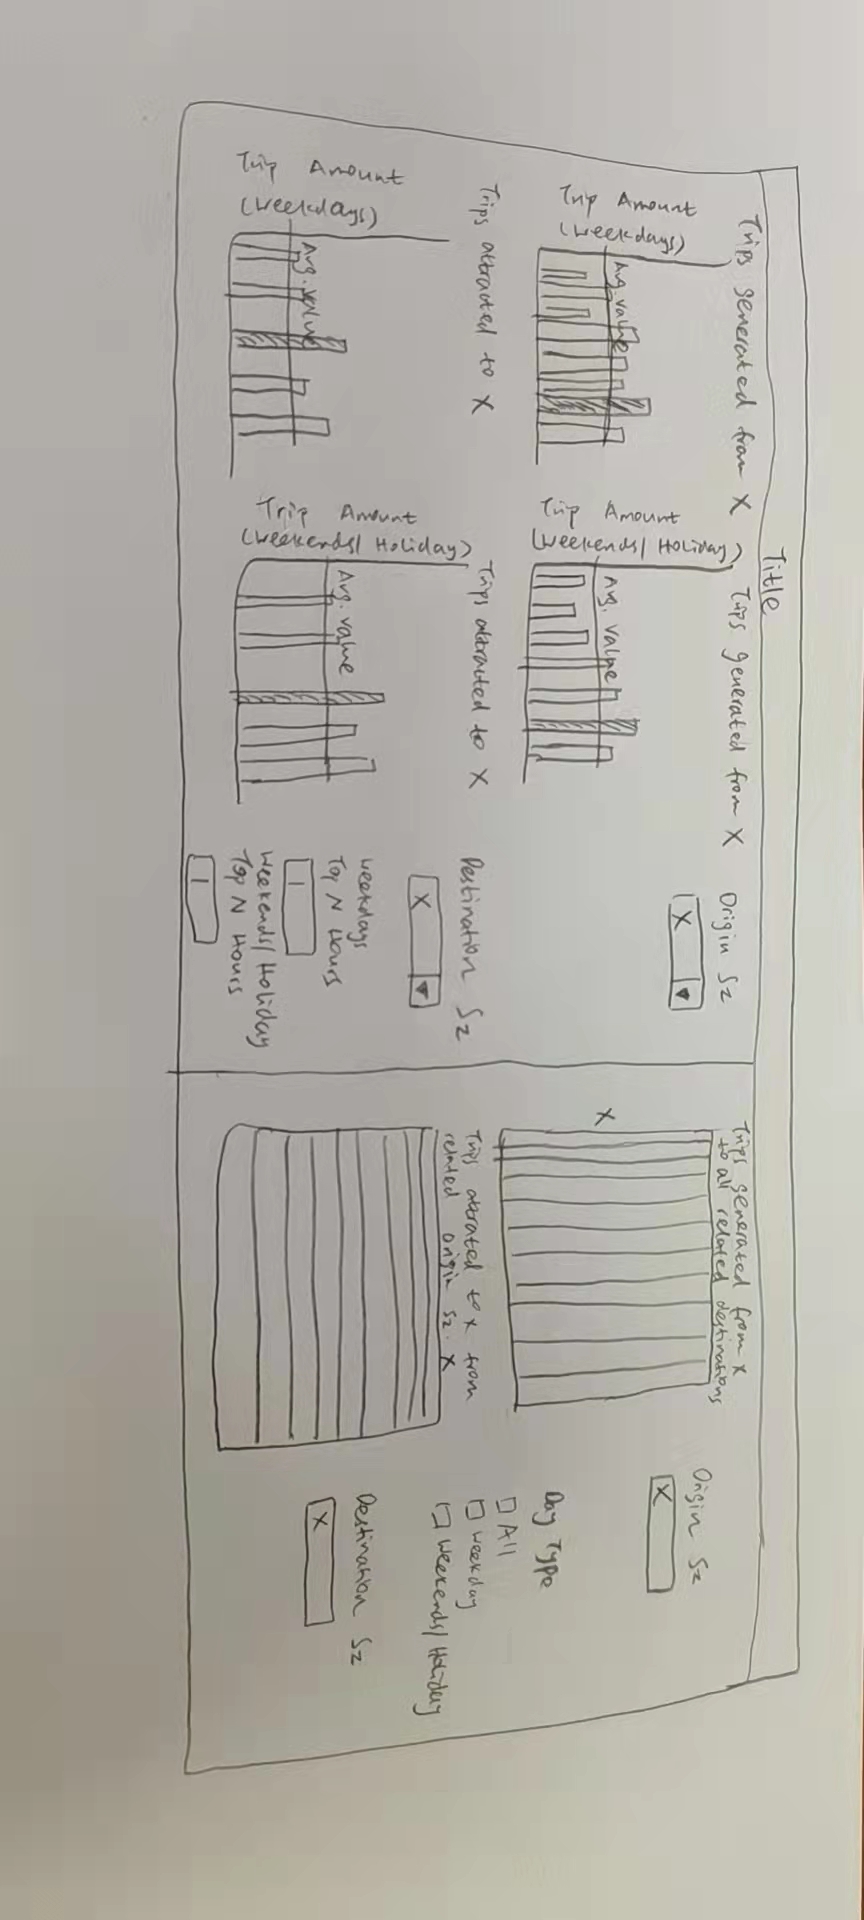 Title
Trips generated from X
Trip Amount
(Weekdays)
Avg. value
Trips generated from X
Trip Amount
(Weekends/ Holiday)
Avg. value
Origin Sz
X
Trips attracted to X
Trip Amount
(Weekdays)
Avg. value
Trips attracted to X
Trip Amount
(Weekends/ Holiday)
Avg. value
Destination Sz
X
Weekdays
Top N Hours
1
Weekends/ Holiday
Top N Hours
1
Trips generated from X
to all related destinations
X
Origin Sz
X
Day Type
All
Weekday
Weekends/ Holiday
Trips attrated to X from
related origin Sz. X
Destination Sz
X